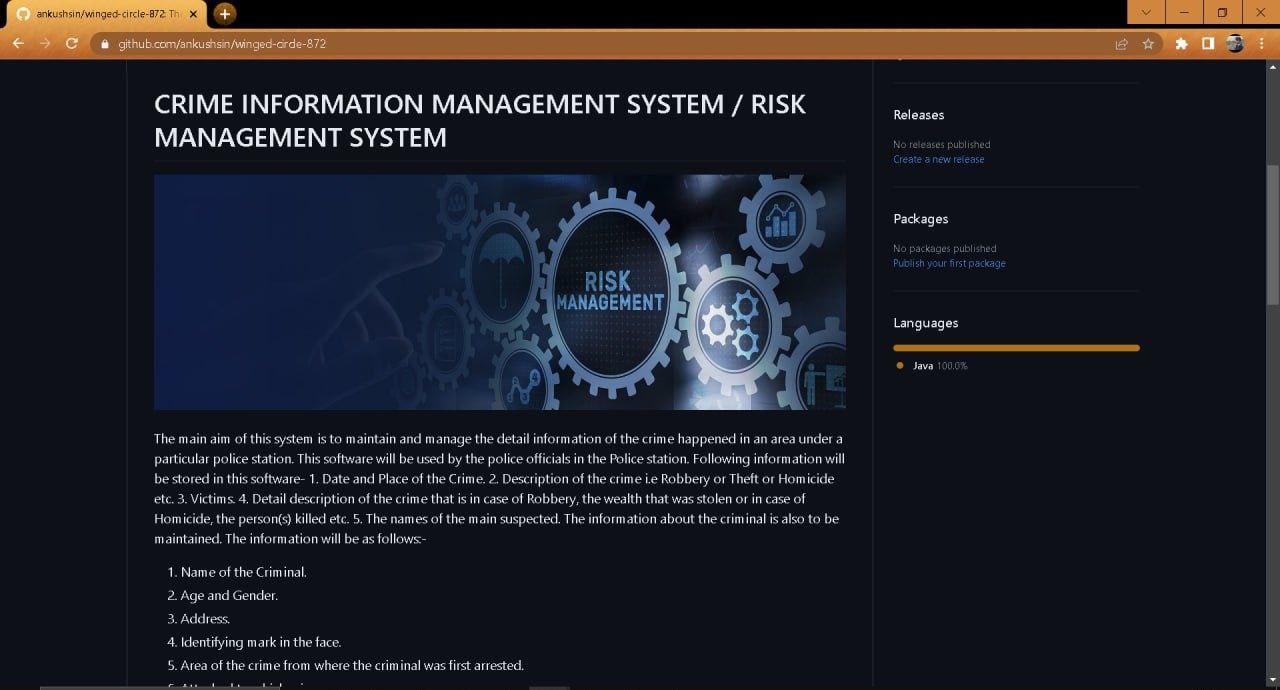 ankushsin/winged-circle-872: Th
github.com/ankushsin/winged-circle-872
CRIME INFORMATION MANAGEMENT SYSTEM / RISK
MANAGEMENT SYSTEM
RISK
MANAGEMENT
The main aim of this system is to maintain and manage the detail information of the crime happened in an area under a
particular police station. This software will be used by the police officials in the Police station. Following information will
be stored in this software- 1. Date and Place of the Crime. 2. Description of the crime i.e Robbery or Theft or Homicide
etc. 3. Victims. 4. Detail description of the crime that is in case of Robbery, the wealth that was stolen or in case of
Homicide, the person(s) killed etc. 5. The names of the main suspected. The information about the criminal is also to be
maintained. The information will be as follows:-
1. Name of the Criminal.
2. Age and Gender.
3. Address.
4. Identifying mark in the face.
5. Area of the crime from where the criminal was first arrested.
Releases
No releases published
Create a new release
Packages
No packages published
Publish your first package
Languages
Java 100.0%